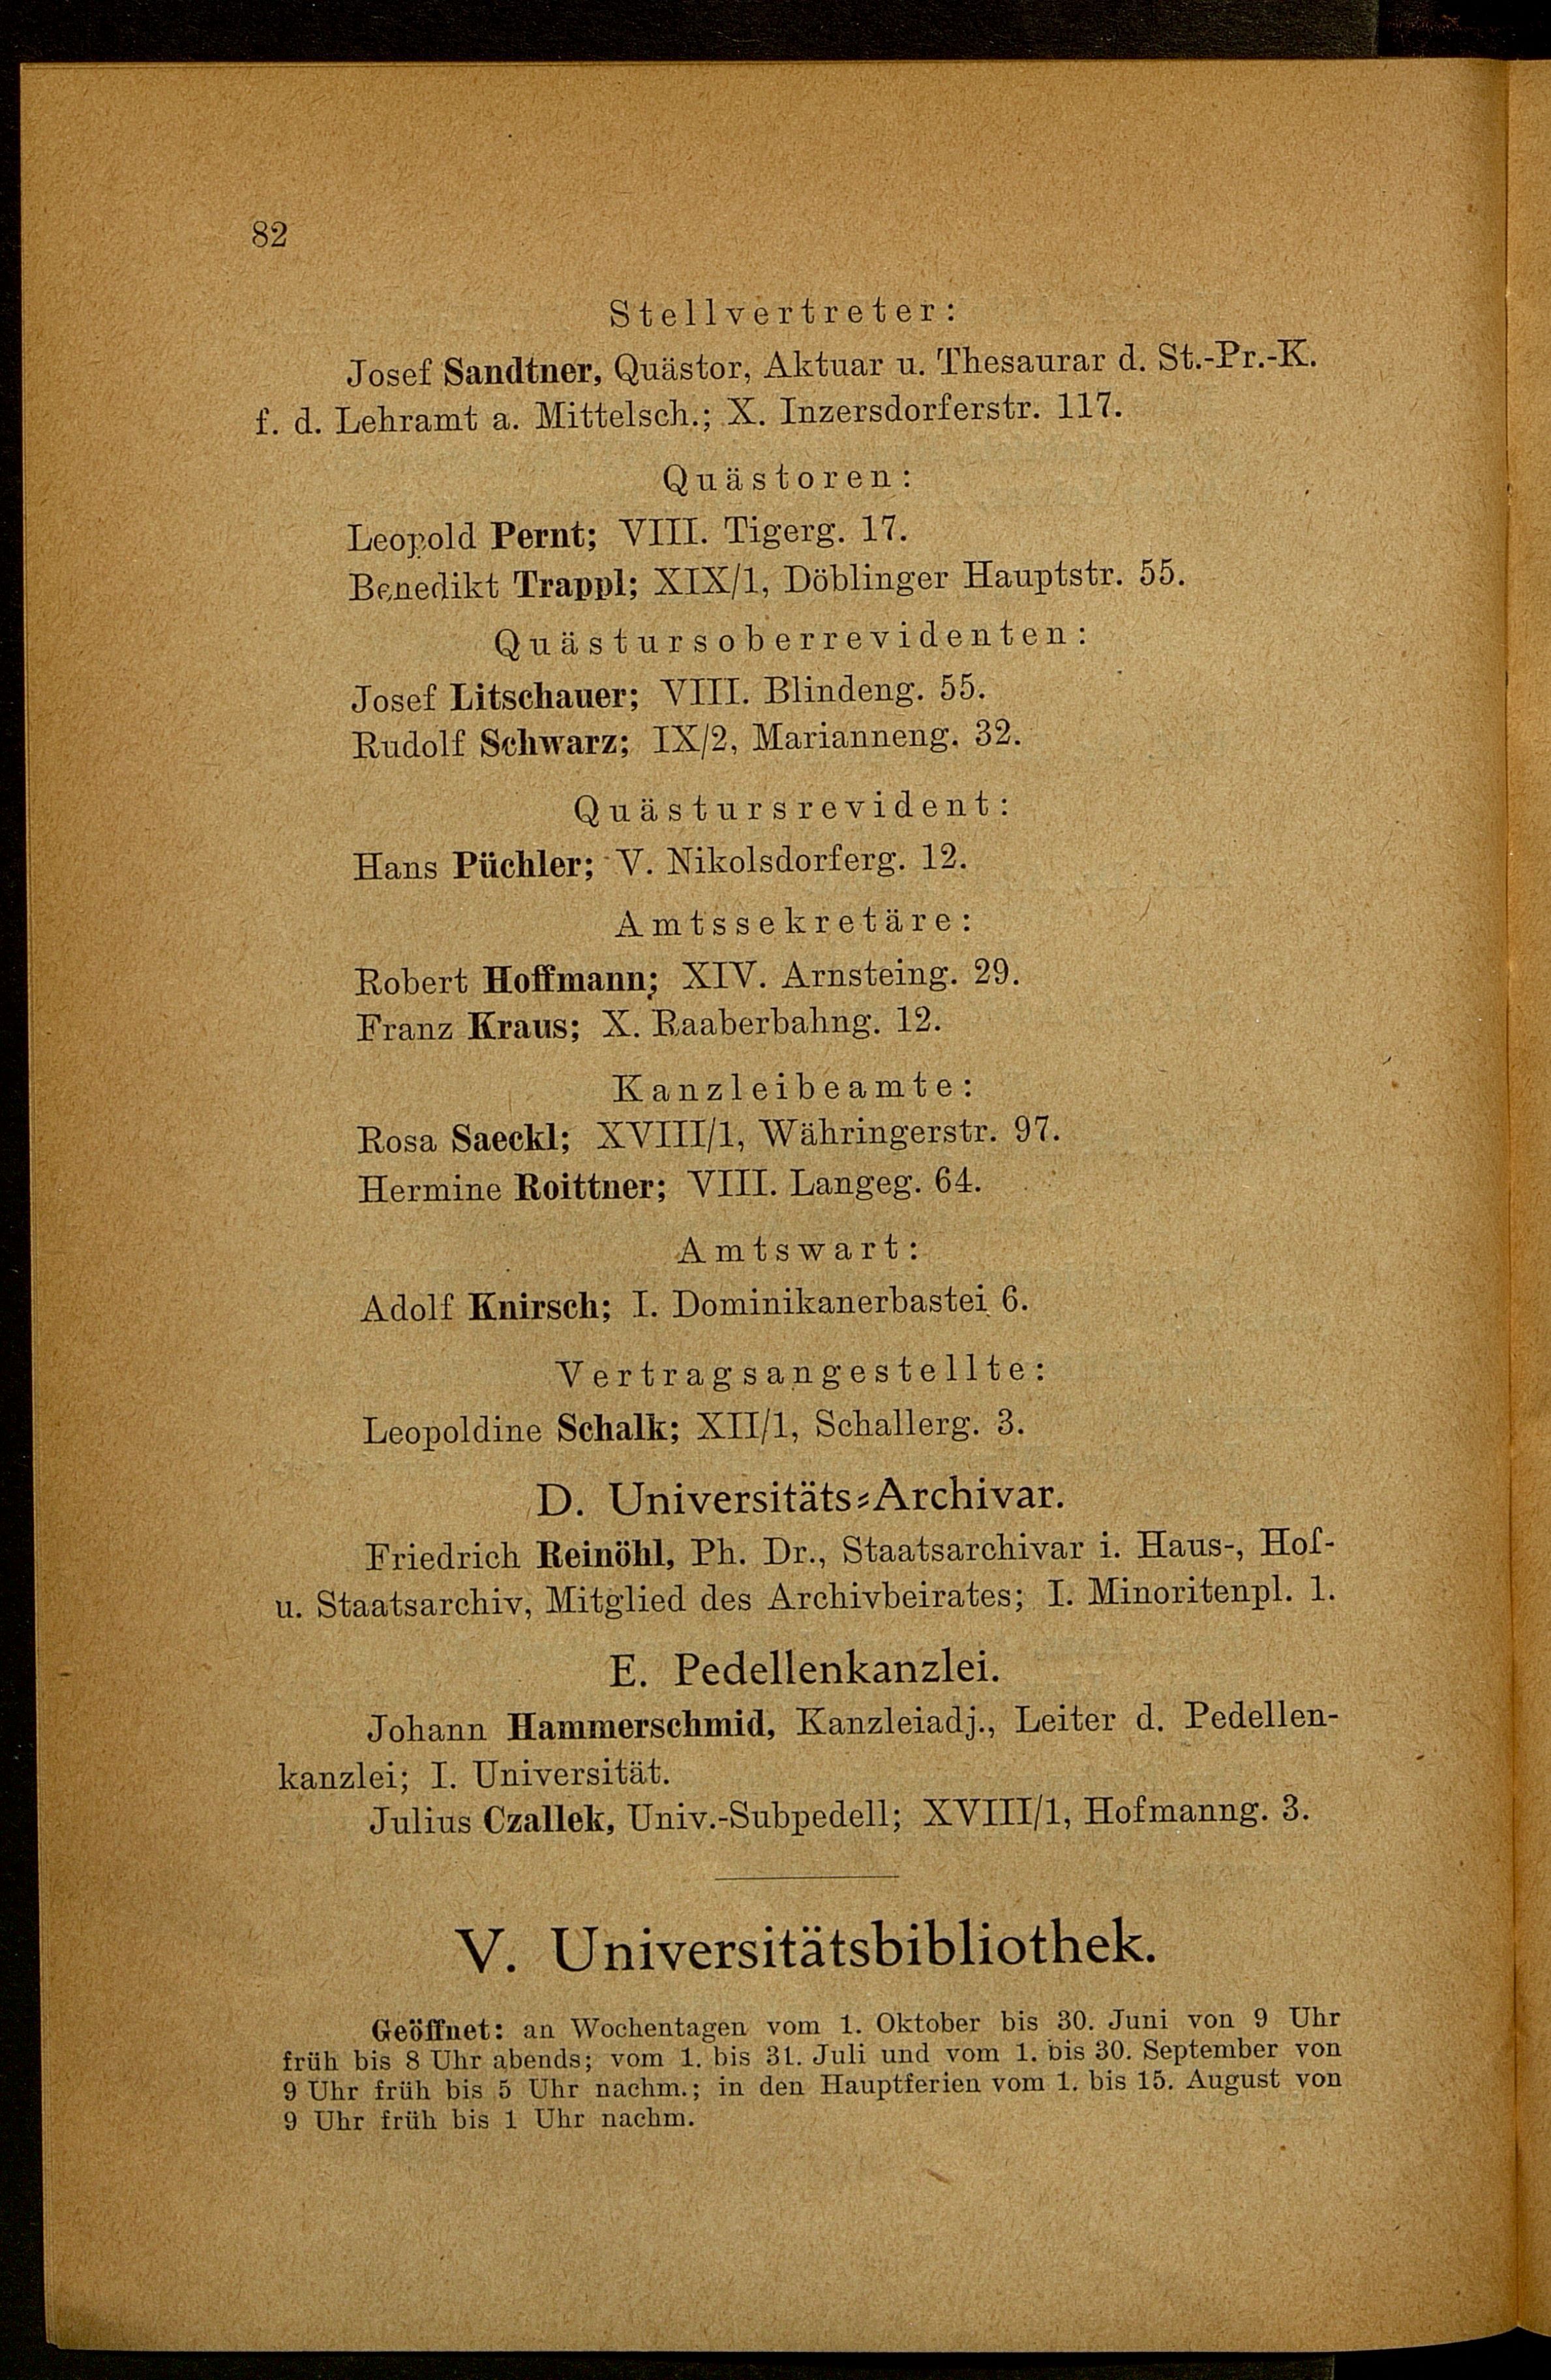 82
Stellvertreter:
Josef Sandtner, Quästor, Aktuar u. Thesaurar d. St.-Pr.-K.
f. d. Lehramt a. Mittelsch.; X. Inzersdorferstr. 117.
Quästoren:
Leopold Pernt; VIII. Tigerg. 17.
Benedikt Trappl; XIX/1, Döblinger Hauptstr. 55.
Quästursoberrevidenten:
Josef Litschauer; VIII. Blindeng. 55.
Rudolf Schwarz; IX/2, Marianneng. 32.
Quästursrevident:
Hans Püchler; V. Nikolsdorferg. 12.
Amtssekretäre:
Robert Hoffmann; XIV. Arnsteing. 29.
Franz Kraus; X. Raaberbahng. 12.
Kanzleibeamte:
Rosa Saeckl; XVIII/1, Währingerstr. 97.
Hermine Roittner; VIII. Langeg. 64.
Amtswart:
Adolf Knirsch; I. Dominikanerbastei 6.
Vertragsangestellte:
Leopoldine Schalk; XII/1, Schallerg. 3.
D. Universitäts-Archivar.
Friedrich Reinöhl, Ph. Dr., Staatsarchivar i. Haus-, Hof-
u. Staatsarchiv, Mitglied des Archivbeirates; I. Minoritenpl. 1.
E. Pedellenkanzlei.
Johann Hammerschmid, Kanzleiadj., Leiter d. Pedellen-
kanzlei; I. Universität.
Julius Czallek, Univ.-Subpedell; XVIII/1, Hofmanng. 3.
V. Universitätsbibliothek.
Geöffnet: an Wochentagen vom 1. Oktober bis 30. Juni von 9 Uhr
früh bis 8 Uhr abends; vom 1. bis 31. Juli und vom 1. bis 30. September von
9 Uhr früh bis 5 Uhr nachm.; in den Hauptferien vom 1. bis 15. August von
9 Uhr früh bis 1 Uhr nachm.